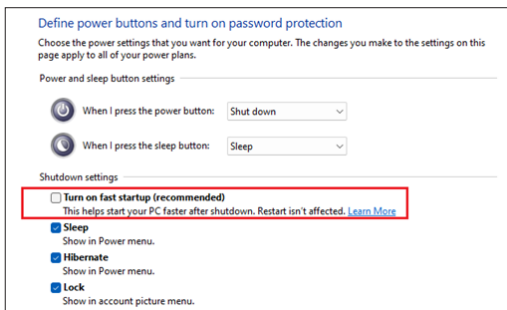 Define power buttons and turn on password protection
Choose the power settings that you want for your computer. The changes you make to the settings on this
page apply to all of your power plans.
Power and sleep button settings
When I press the power button: Shut down
When I press the sleep button: Sleep
Shutdown settings
Turn on fast startup (recommended)
This helps start your PC faster after shutdown. Restart isn't affected. Learn More
Sleep
Show in Power menu.
Hibernate
Show in Power menu.
Lock
Show in account picture menu.